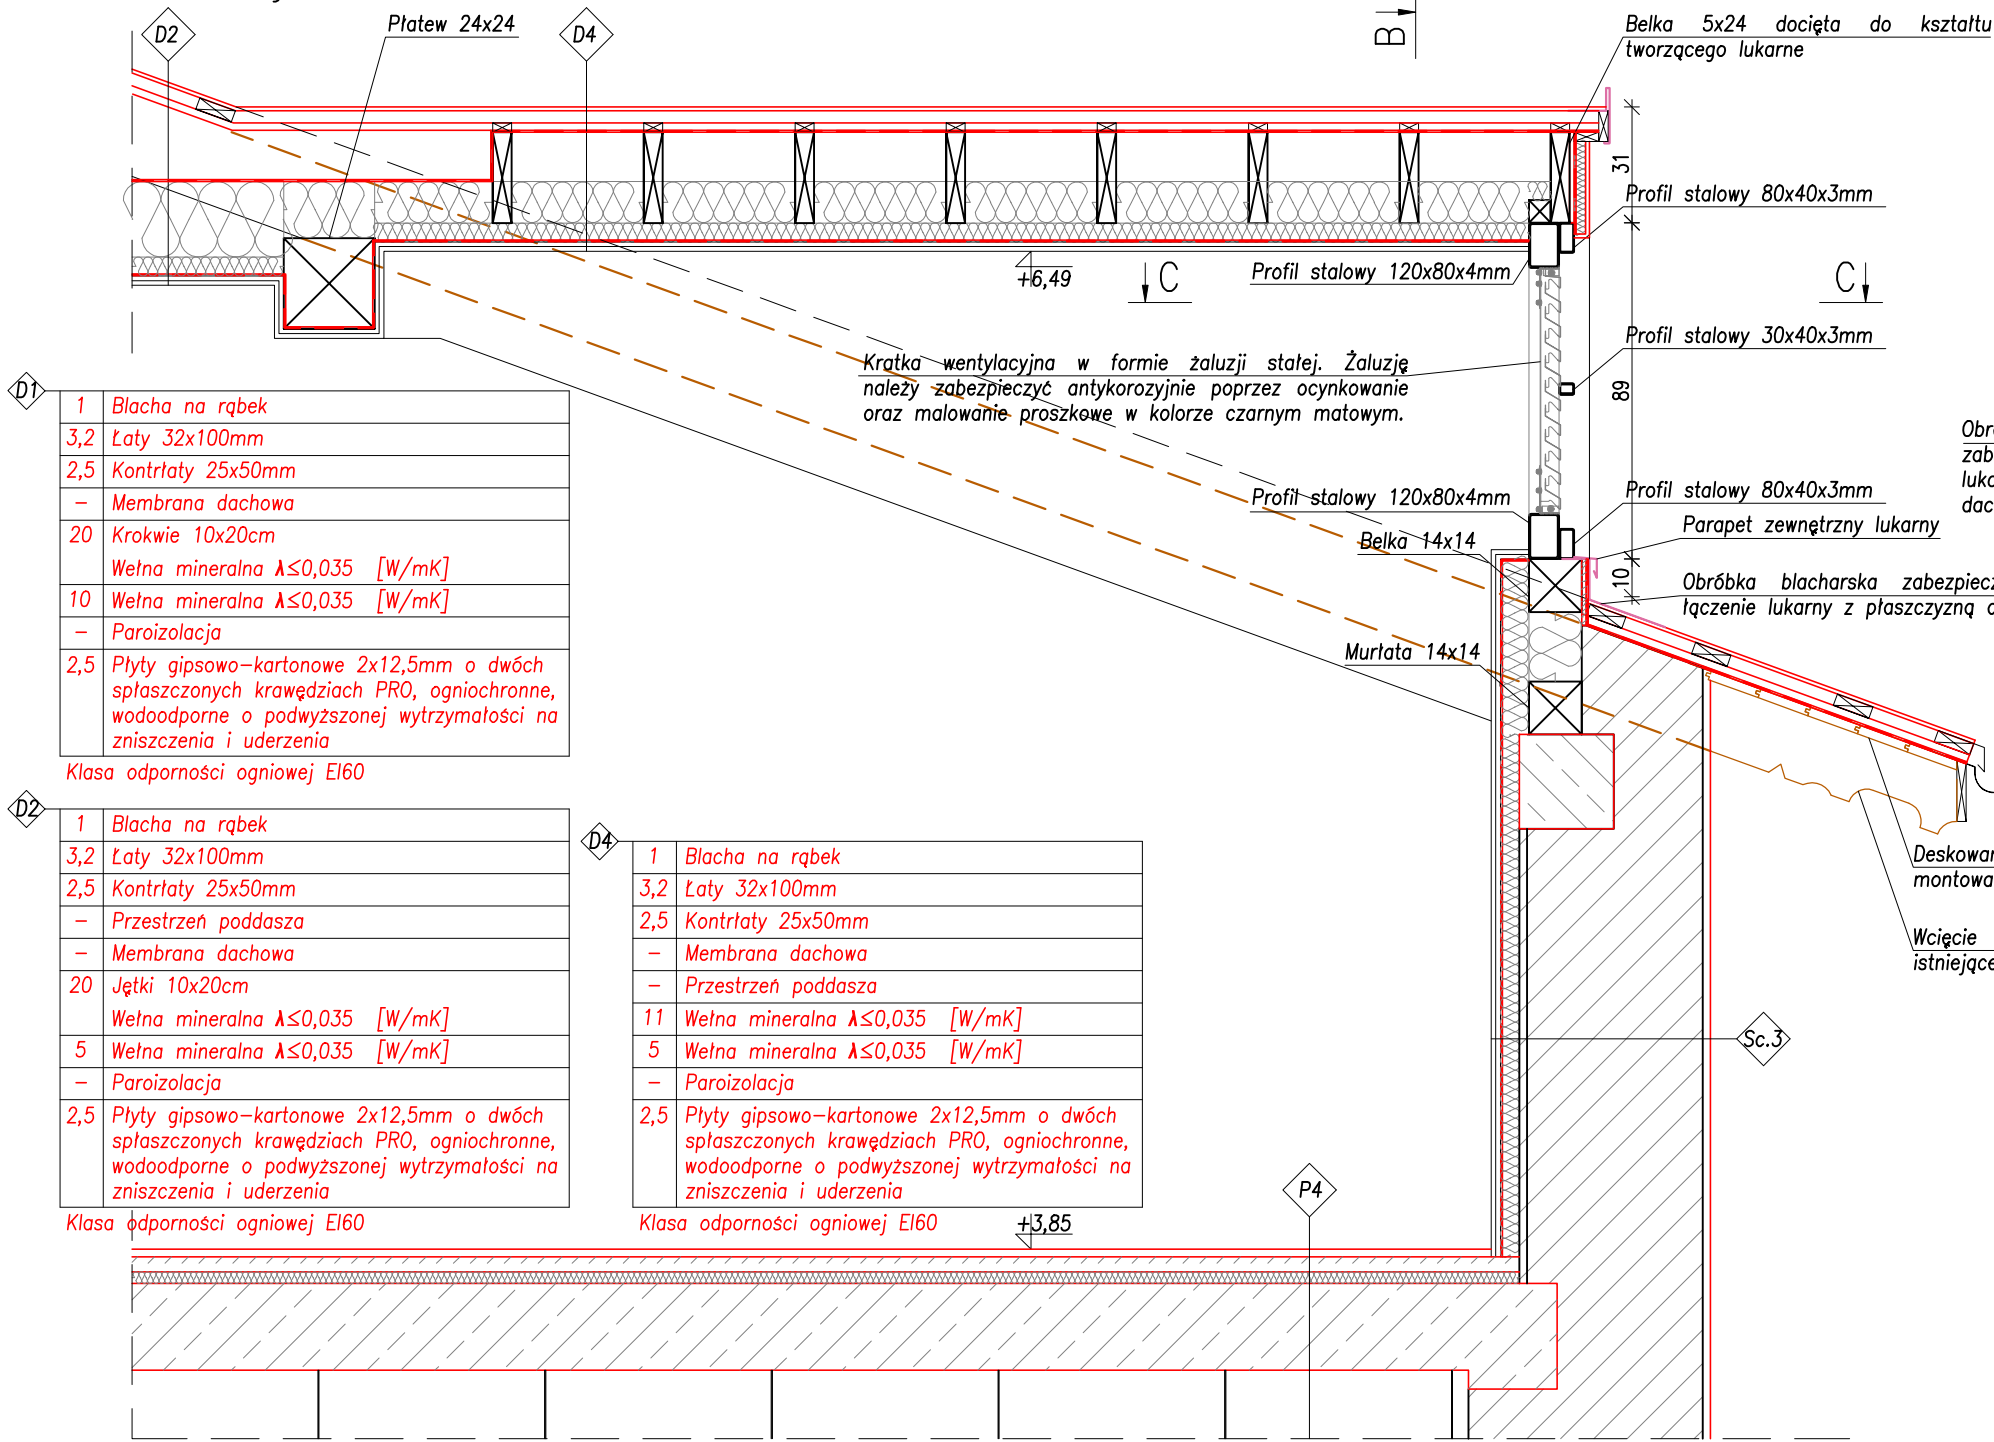 D2
Płatew 24x24
D4
B
Belka 5x24 docięta do kształtu
tworzącego lukarne
31
Profil stalowy 80x40x3mm
+6,49
C
Profil stalowy 120x80x4mm
C
Profil stalowy 30x40x3mm
Kratka wentylacyjna w formie żaluzji stałej. Żaluzję
należy zabezpieczyć antykorozyjnie poprzez ocynkowanie
oraz malowanie proszkowe w kolorze czarnym matowym.
89
D1
1 Blacha na rąbek
3,2 Łaty 32x100mm
2,5 Kontrłaty 25x50mm
– Membrana dachowa
20 Krokwie 10x20cm
Wełna mineralna λ≤0,035 [W/mK]
10 Wełna mineralna λ≤0,035 [W/mK]
– Paroizolacja
2,5 Płyty gipsowo–kartonowe 2x12,5mm o dwóch
spłaszczonych krawędziach PRO, ogniochronne,
wodoodporne o podwyższonej wytrzymałości na
zniszczenia i uderzenia
Klasa odporności ogniowej EI60
Profil stalowy 120x80x4mm
Profil stalowy 80x40x3mm
Parapet zewnętrzny lukarny
Belka 14x14
10
Obróbka blacharska zabezpiecz
łączenie lukarny z płaszczyzną
Murłata 14x14
Obr
zab
luka
dac
D2
1 Blacha na rąbek
3,2 Łaty 32x100mm
2,5 Kontrłaty 25x50mm
– Przestrzeń poddasza
– Membrana dachowa
20 Jętki 10x20cm
Wełna mineralna λ≤0,035 [W/mK]
5 Wełna mineralna λ≤0,035 [W/mK]
– Paroizolacja
2,5 Płyty gipsowo–kartonowe 2x12,5mm o dwóch
spłaszczonych krawędziach PRO, ogniochronne,
wodoodporne o podwyższonej wytrzymałości na
zniszczenia i uderzenia
Klasa odporności ogniowej EI60
D4
1 Blacha na rąbek
3,2 Łaty 32x100mm
2,5 Kontrłaty 25x50mm
– Membrana dachowa
– Przestrzeń poddasza
11 Wełna mineralna λ≤0,035 [W/mK]
5 Wełna mineralna λ≤0,035 [W/mK]
– Paroizolacja
2,5 Płyty gipsowo–kartonowe 2x12,5mm o dwóch
spłaszczonych krawędziach PRO, ogniochronne,
wodoodporne o podwyższonej wytrzymałości na
zniszczenia i uderzenia
Klasa odporności ogniowej EI60
+3,85
Deskowan
montowa
Wcięcie
istniejące
Sc.3
P4